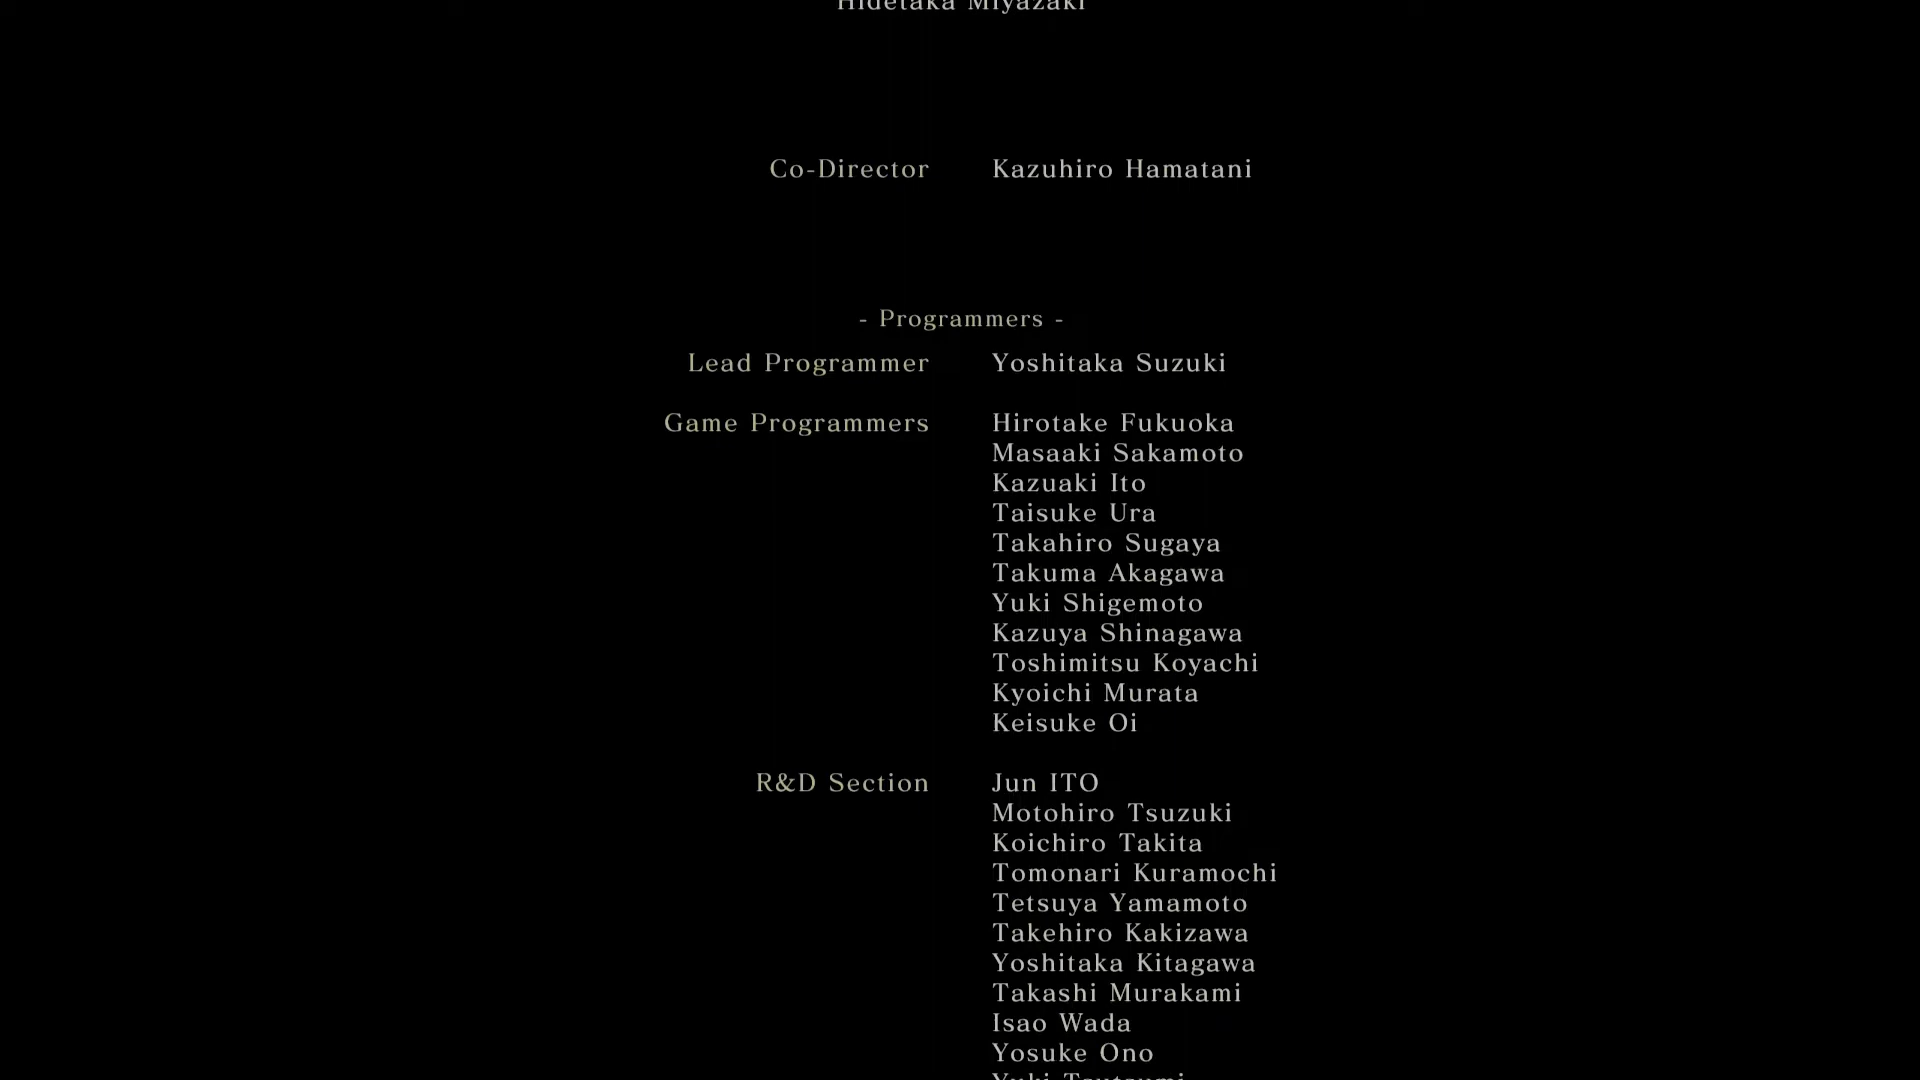 Hidetaka Miyazaki
Co-Director Kazuhiro Hamatani
- Programmers -
Lead Programmer Yoshitaka Suzuki
Game Programmers Hirotake Fukuoka
Masaaki Sakamoto
Kazuaki Ito
Taisuke Ura
Takahiro Sugaya
Takuma Akagawa
Yuki Shigemoto
Kazuya Shinagawa
Toshimitsu Koyachi
Kyoichi Murata
Keisuke Oi
R&D Section Jun ITO
Motohiro Tsuzuki
Koichiro Takita
Tomonari Kuramochi
Tetsuya Yamamoto
Takehiro Kakizawa
Yoshitaka Kitagawa
Takashi Murakami
Isao Wada
Yosuke Ono
Yuki Tsutsumi